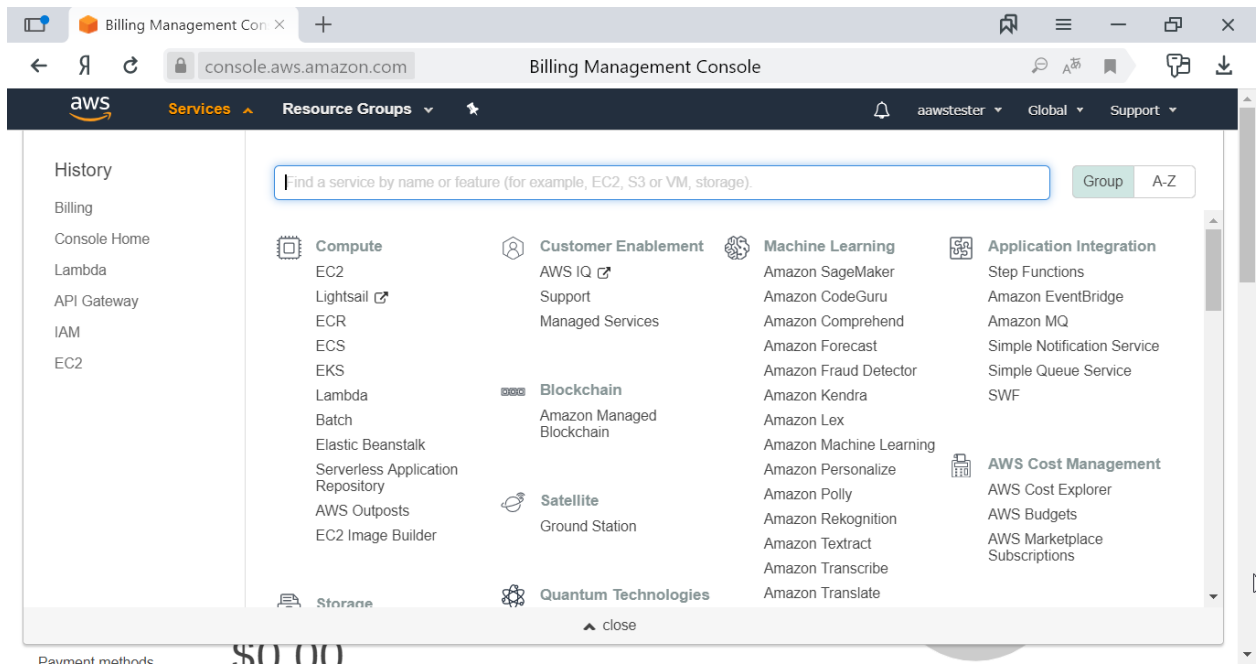 Billing Management Con
Я
console.aws.amazon.com
Billing Management Console
aws
Services
Resource Groups
aawstester
Global
Support
History
Billing
Console Home
Lambda
API Gateway
IAM
EC2
Find a service by name or feature (for example, EC2, S3 or VM, storage).
Group
A-Z
Compute
EC2
Lightsail
ECR
ECS
EKS
Lambda
Batch
Elastic Beanstalk
Serverless Application
Repository
AWS Outposts
EC2 Image Builder
Storage
Customer Enablement
AWS IQ
Support
Managed Services
Blockchain
Amazon Managed
Blockchain
Satellite
Ground Station
Quantum Technologies
Machine Learning
Amazon SageMaker
Amazon CodeGuru
Amazon Comprehend
Amazon Forecast
Amazon Fraud Detector
Amazon Kendra
Amazon Lex
Amazon Machine Learning
Amazon Personalize
Amazon Polly
Amazon Rekognition
Amazon Textract
Amazon Transcribe
Amazon Translate
Application Integration
Step Functions
Amazon EventBridge
Amazon MQ
Simple Notification Service
Simple Queue Service
SWF
AWS Cost Management
AWS Cost Explorer
AWS Budgets
AWS Marketplace
Subscriptions
close
Payment methods
$0.00